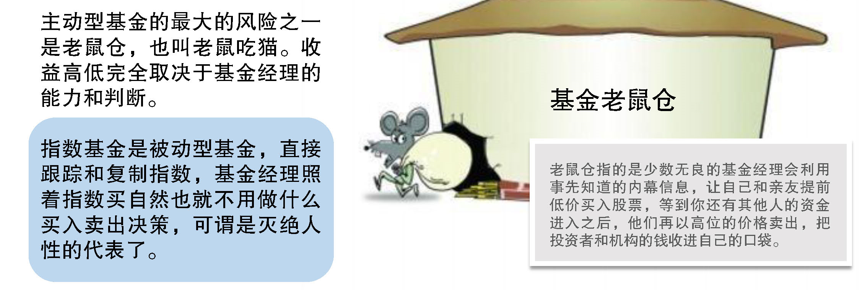 主动型基金的最大的风险之一
是老鼠仓，也叫老鼠吃猫。收
益高低完全取决于基金经理的
能力和判断。
指数基金是被动型基金，直接
跟踪和复制指数，基金经理照
着指数买自然也就不用做什么
买入卖出决策，可谓是灭绝人
性的代表了。
基金老鼠仓
老鼠仓指的是少数无良的基金经理会利用
事先知道的内幕信息，让自己和亲友提前
低价买入股票，等到你还有其他人的资金
进入之后，他们再以高位的价格卖出，把
投资者和机构的钱收进自己的口袋。